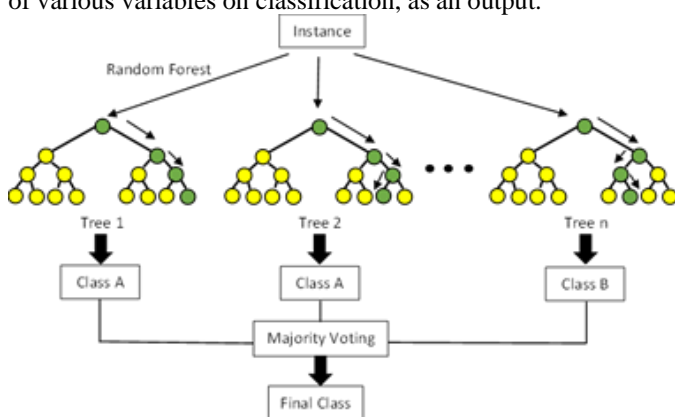 of various variables on classification, as an output.
Instance
Random Forest
Tree 1
Tree 2
Tree n
Class A
Class A
Class B
Majority Voting
Final Class